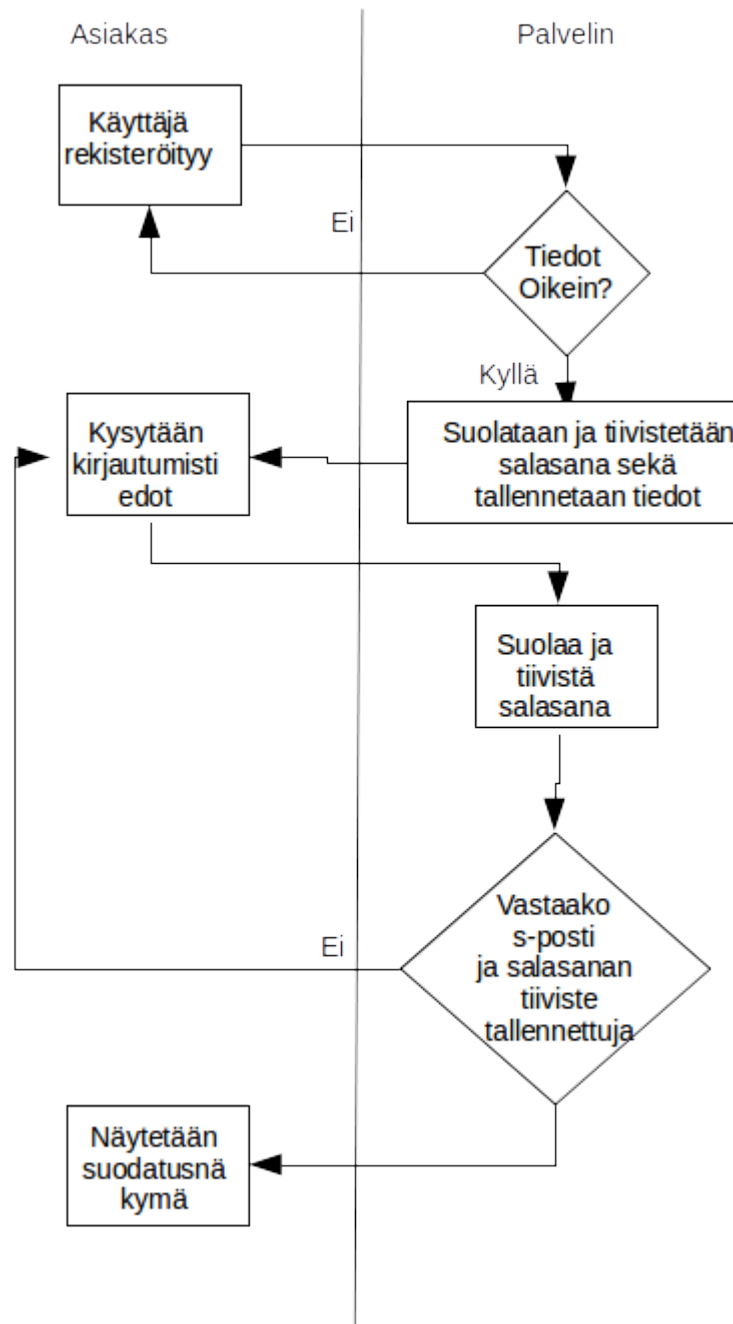 Asiakas
Palvelin
Käyttäjä
rekisteröityy
Ei
Tiedot
Oikein?
Kyllä
Kysytään
kirjautumisti
edot
Suolataan ja tiivistetään
salasana sekä
tallennetaan tiedot
Suolaa ja
tiivistä
salasana
Vastaako
s-posti
ja salasanan
tiiviste
tallennettuja
Ei
Näytetään
suodatusnä
kymä